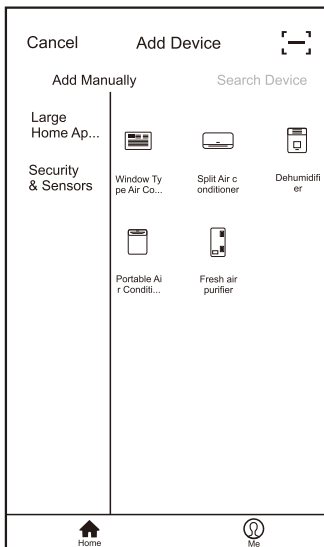 Cancel
Add Device
Add Manually
Search Device
Large
Home Ap...
Security
& Sensors
Window Ty
pe Air Co...
Split Air c
onditioner
Dehumidifi
er
Portable Ai
r Conditi...
Fresh air
purifier
Home
Me